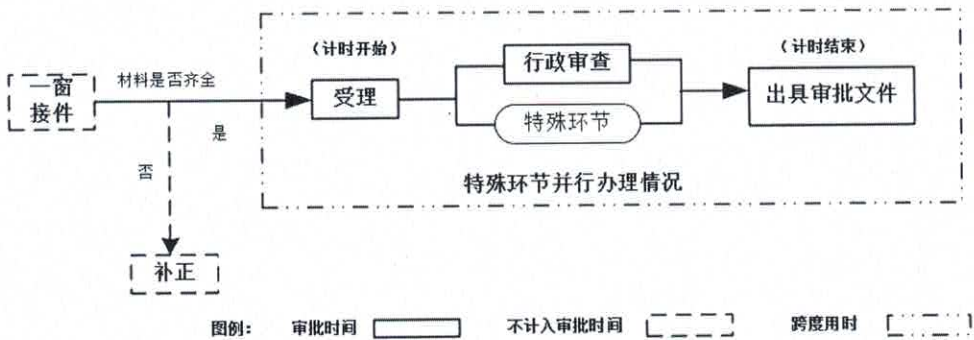 一窗
接件
材料是否齐全
是
否
补正
（计时开始）
受理
行政审查
特殊环节
（计时结束）
出具审批文件
特殊环节并行办理情况
图例： 审批时间 不计入审批时间 跨度用时